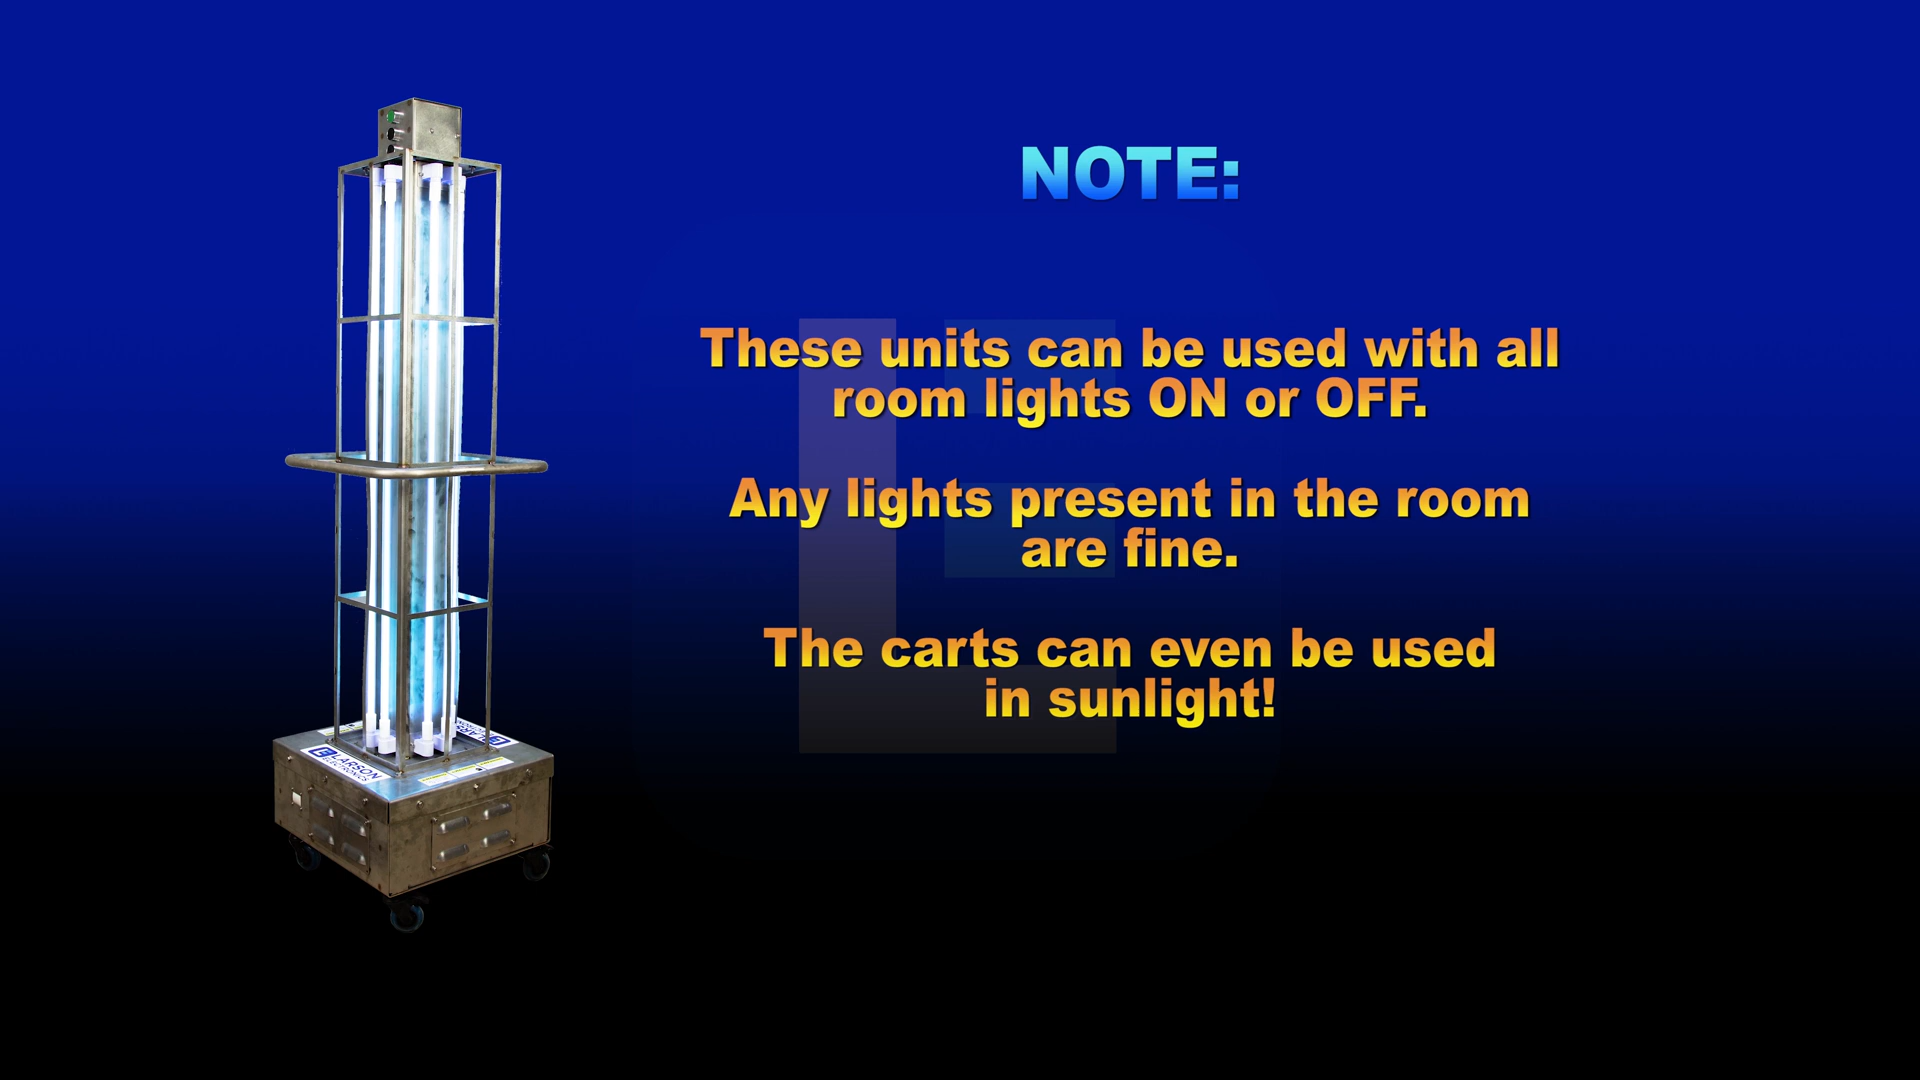 NOTE:
These units can be used with all
room lights ON or OFF.
Any lights present in the room
are fine.
The carts can even be used
in sunlight!
LARSON
ELECTRONICS